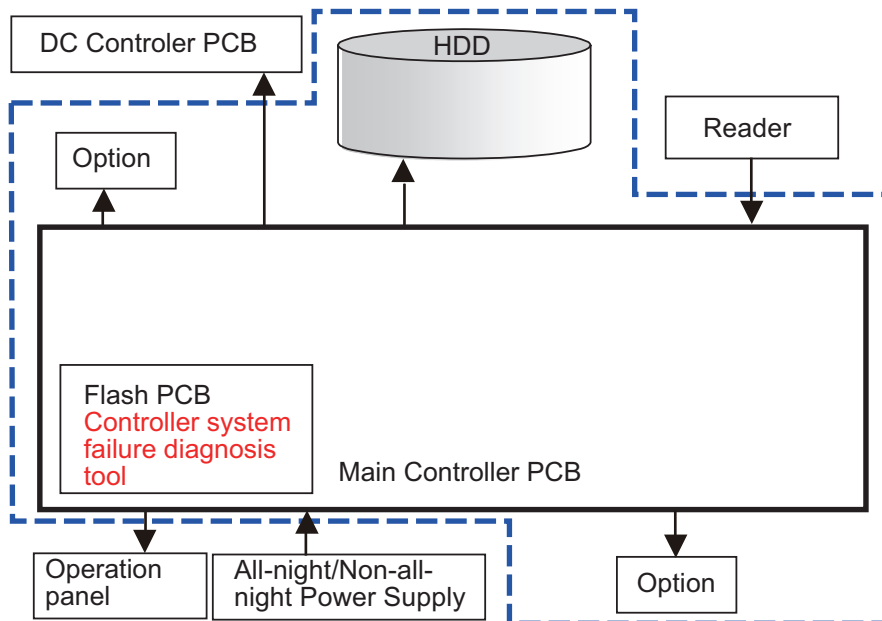 DC Controler PCB
HDD
Reader
Option
Flash PCB
Controller system
failure diagnosis
tool
Main Controller PCB
Operation
panel
All-night/Non-all-
night Power Supply
Option